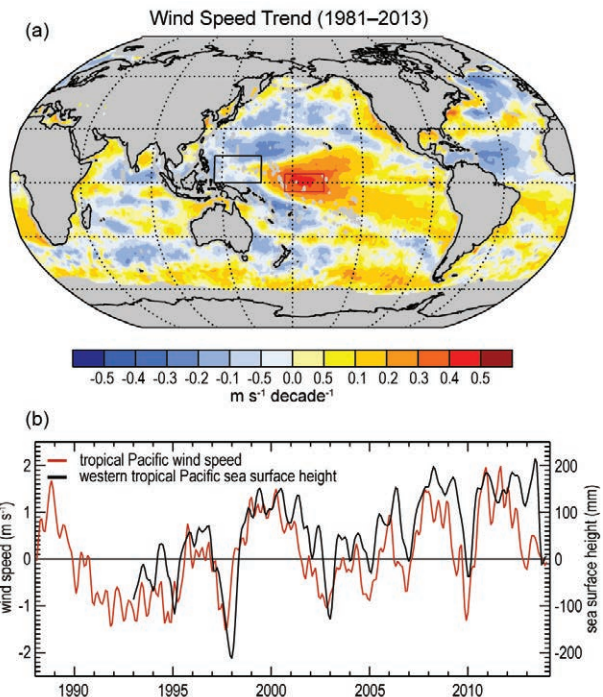 Wind Speed Trend (1981–2013)
(a)
-0.5 -0.4 -0.3 -0.2 -0.1 -0.5 0.0 0.5 0.1 0.2 0.3 0.4 0.5
m s-1 decade-1
(b)
tropical Pacific wind speed
western tropical Pacific sea surface height
wind speed (m s-1)
2
1
0
-1
-2
200
100
0
-100
-200
sea surface height (mm)
1990 1995 2000 2005 2010